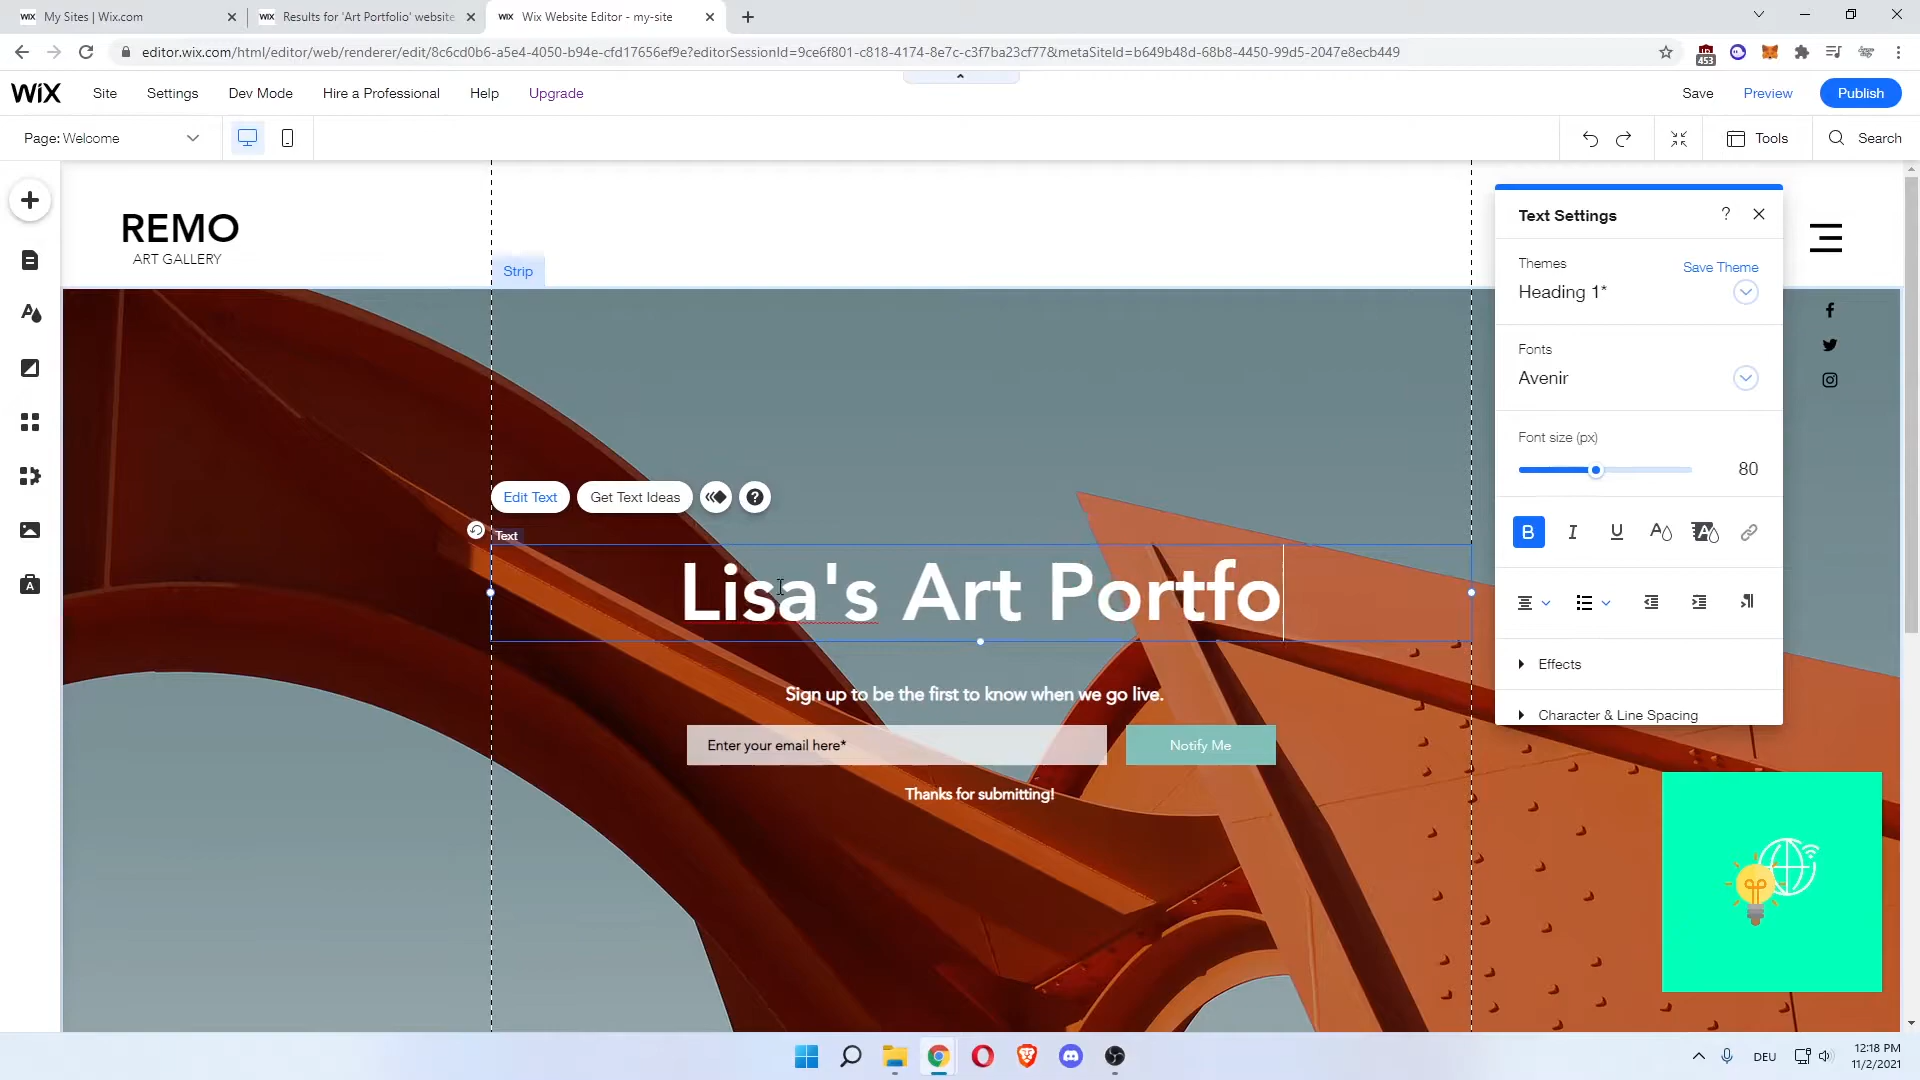 My Sites | Wix.com
Results for 'Art Portfolio' website
Wix Website Editor - my-site
editor.wix.com/html/editor/web/renderer/edit/8c6cd0b6-a5e4-4050-b94e-cfd17656ef9e?editorSessionId=9ce6f801-c818-4174-8e7c-c3f7ba23cf77&metaSiteId=b649b48d-68b8-4450-99d5-2047e8ecb449
453
WIX Site Settings Dev Mode Hire a Professional Help Upgrade Save Preview Publish
Page: Welcome Tools Search
REMO
ART GALLERY
Strip
Text Settings ?
Themes Save Theme
Heading 1*
Fonts
Avenir
Font size (px)
80
B I U A A
Effects
Character & Line Spacing
Edit Text Get Text Ideas ?
Text
Lisa's Art Portfo
Sign up to be the first to know when we go live.
Enter your email here* Notify Me
Thanks for submitting!
DEU
12:18 PM
11/2/2021